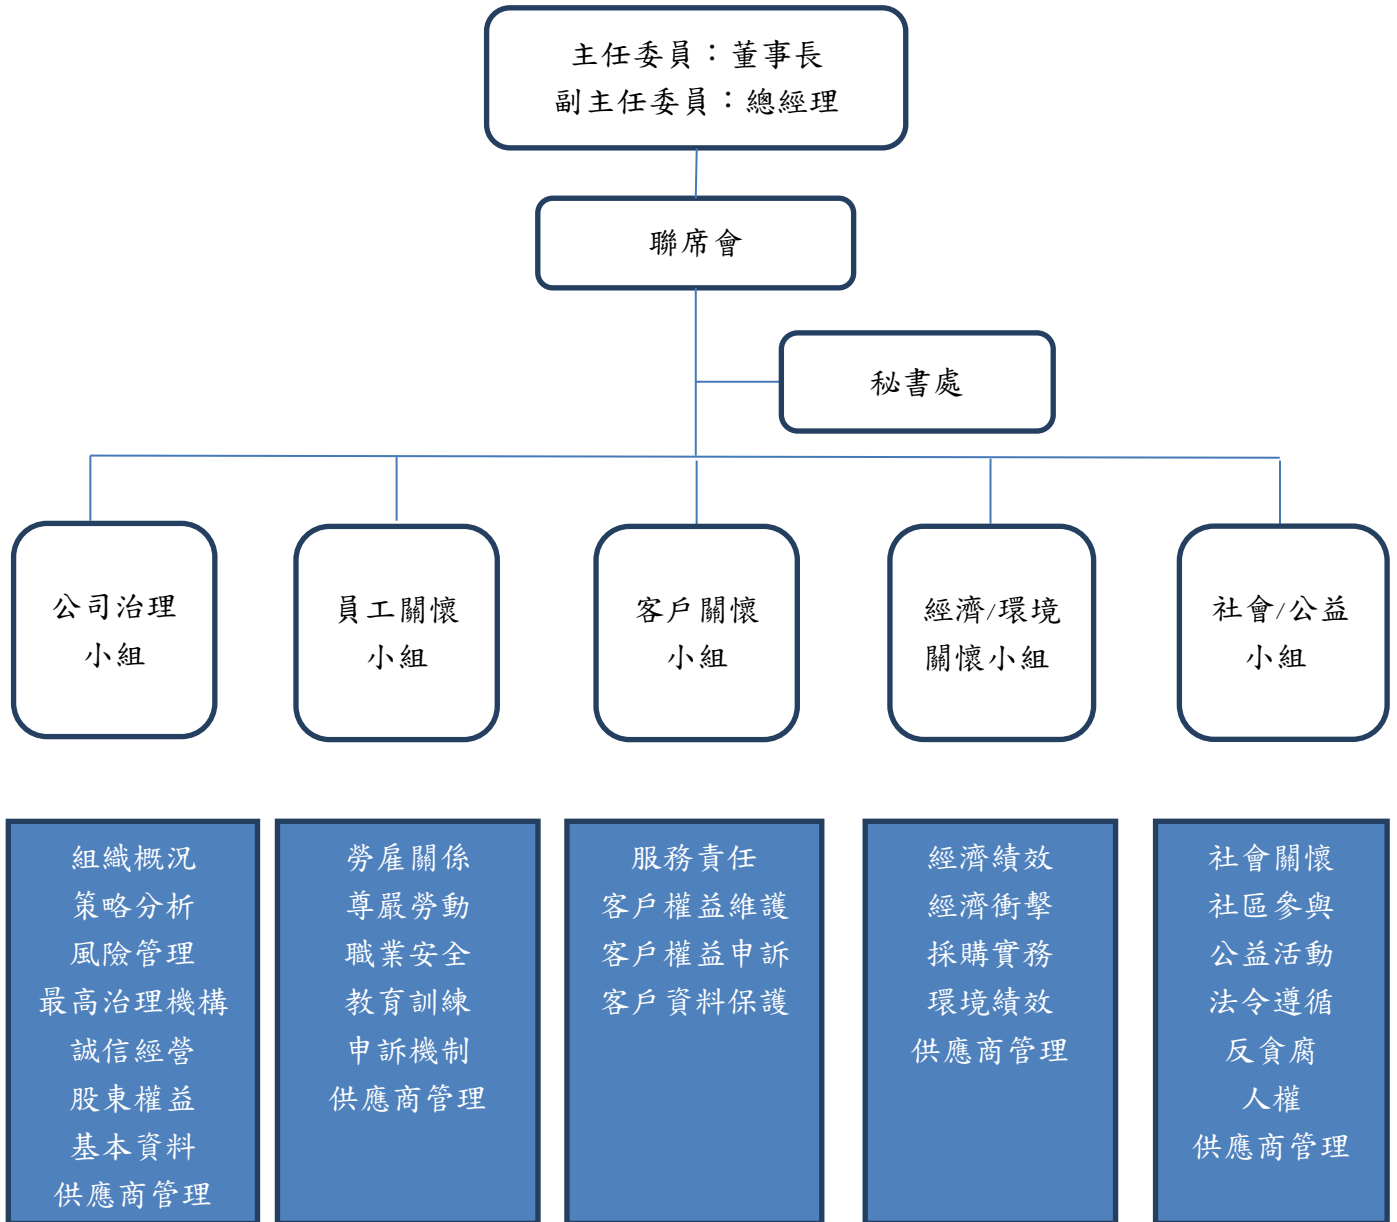 主任委員：董事長
副主任委員：總經理
聯席會
秘書處
公司治理
小組
員工關懷
小組
客戶關懷
小組
經濟/環境
關懷小組
社會/公益
小組
組織概況
策略分析
風險管理
最高治理機構
誠信經營
股東權益
基本資料
供應商管理
勞雇關係
尊嚴勞動
職業安全
教育訓練
申訴機制
供應商管理
服務責任
客戶權益維護
客戶權益申訴
客戶資料保護
經濟績效
經濟衝擊
採購實務
環境績效
供應商管理
社會關懷
社區參與
公益活動
法令遵循
反貪腐
人權
供應商管理